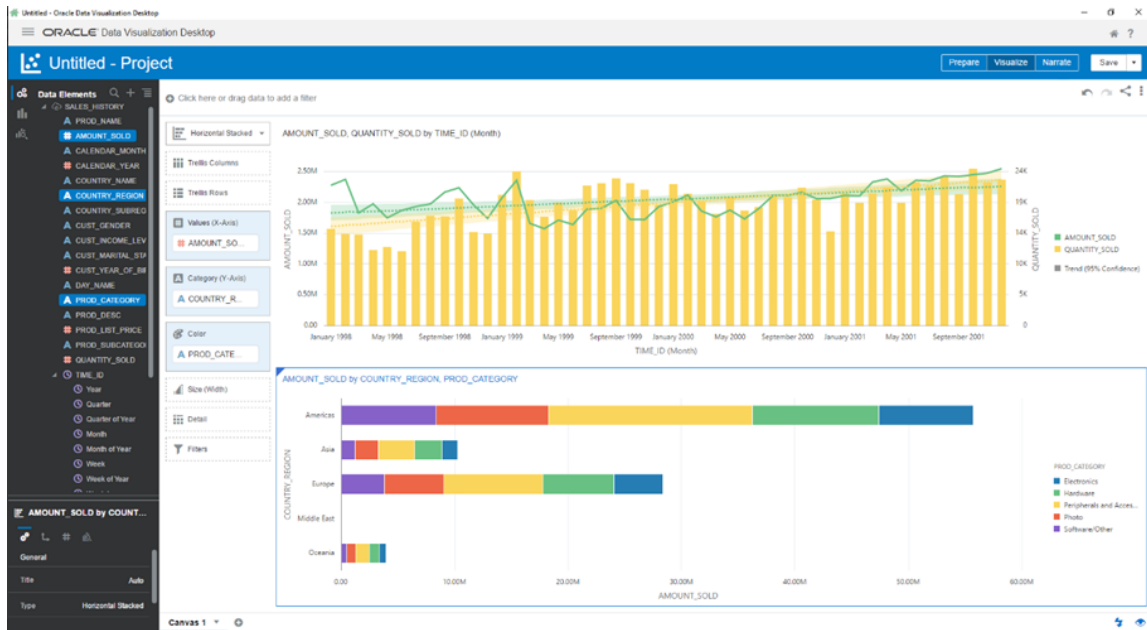 Untitled - Oracle Data Visualization Desktop
ORACLE Data Visualization Desktop
?
Untitled - Project
Prepare Visualize Narrate Save
Data Elements
SALES_HISTORY
A PROD_NAME
# AMOUNT_SOLD
A CALENDAR_MONTH
# CALENDAR_YEAR
A COUNTRY_NAME
A COUNTRY_REGION
A COUNTRY_SUBREG
A CUST_GENDER
A CUST_INCOME_LEV
A CUST_MARITAL_STA
# CUST_YEAR_OF_BI
A DAY_NAME
A PROD_CATEGORY
A PROD_DESC
# PROD_LIST_PRICE
A PROD_SUBCATEGO
# QUANTITY_SOLD
TIME_ID
Year
Quarter
Quarter of Year
Month
Month of Year
Week
Week of Year
AMOUNT_SOLD by COUNT...
General
Title Auto
Type Horizontal Stacked
Click here or drag data to add a filter
Horizontal Stacked
Trellis Columns
Trellis Rows
# Values (X-Axis)
# AMOUNT_SO...
A Category (Y-Axis)
A COUNTRY_R...
Color
A PROD_CATE...
Size (Width)
Detail
Filters
AMOUNT_SOLD, QUANTITY_SOLD by TIME_ID (Month)
AMOUNT_SOLD
2.50M
2.00M
1.50M
1.00M
0.50M
0.00
24K
19K
14K
10K
5K
0
QUANTITY_SOLD
January 1998 May 1998 September 1998 January 1999 May 1999 September 1999 January 2000 May 2000 September 2000 January 2001 May 2001 September 2001
TIME_ID (Month)
AMOUNT_SOLD
QUANTITY_SOLD
Trend (95% Confidence)
AMOUNT_SOLD by COUNTRY_REGION, PROD_CATEGORY
COUNTRY_REGION
Americas
Asia
Europe
Middle East
Oceania
0.00 10.00M 20.00M 30.00M 40.00M 50.00M 60.00M
AMOUNT_SOLD
PROD_CATEGORY
Electronics
Hardware
Peripherals and Acces...
Photo
Software/Other
Canvas 1